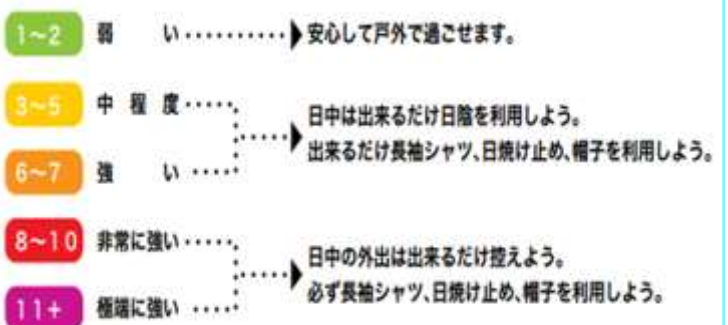 1～2 弱 い 安心して戸外で過ごせます。
3～5 中程度
日中は出来るだけ日陰を利用しよう。
出来るだけ長袖シャツ、日焼け止め、帽子を利用しよう。
6～7 強 い
8～10 非常に強い
日中の外出は出来るだけ控えよう。
必ず長袖シャツ、日焼け止め、帽子を利用しよう。
11+ 極端に強い